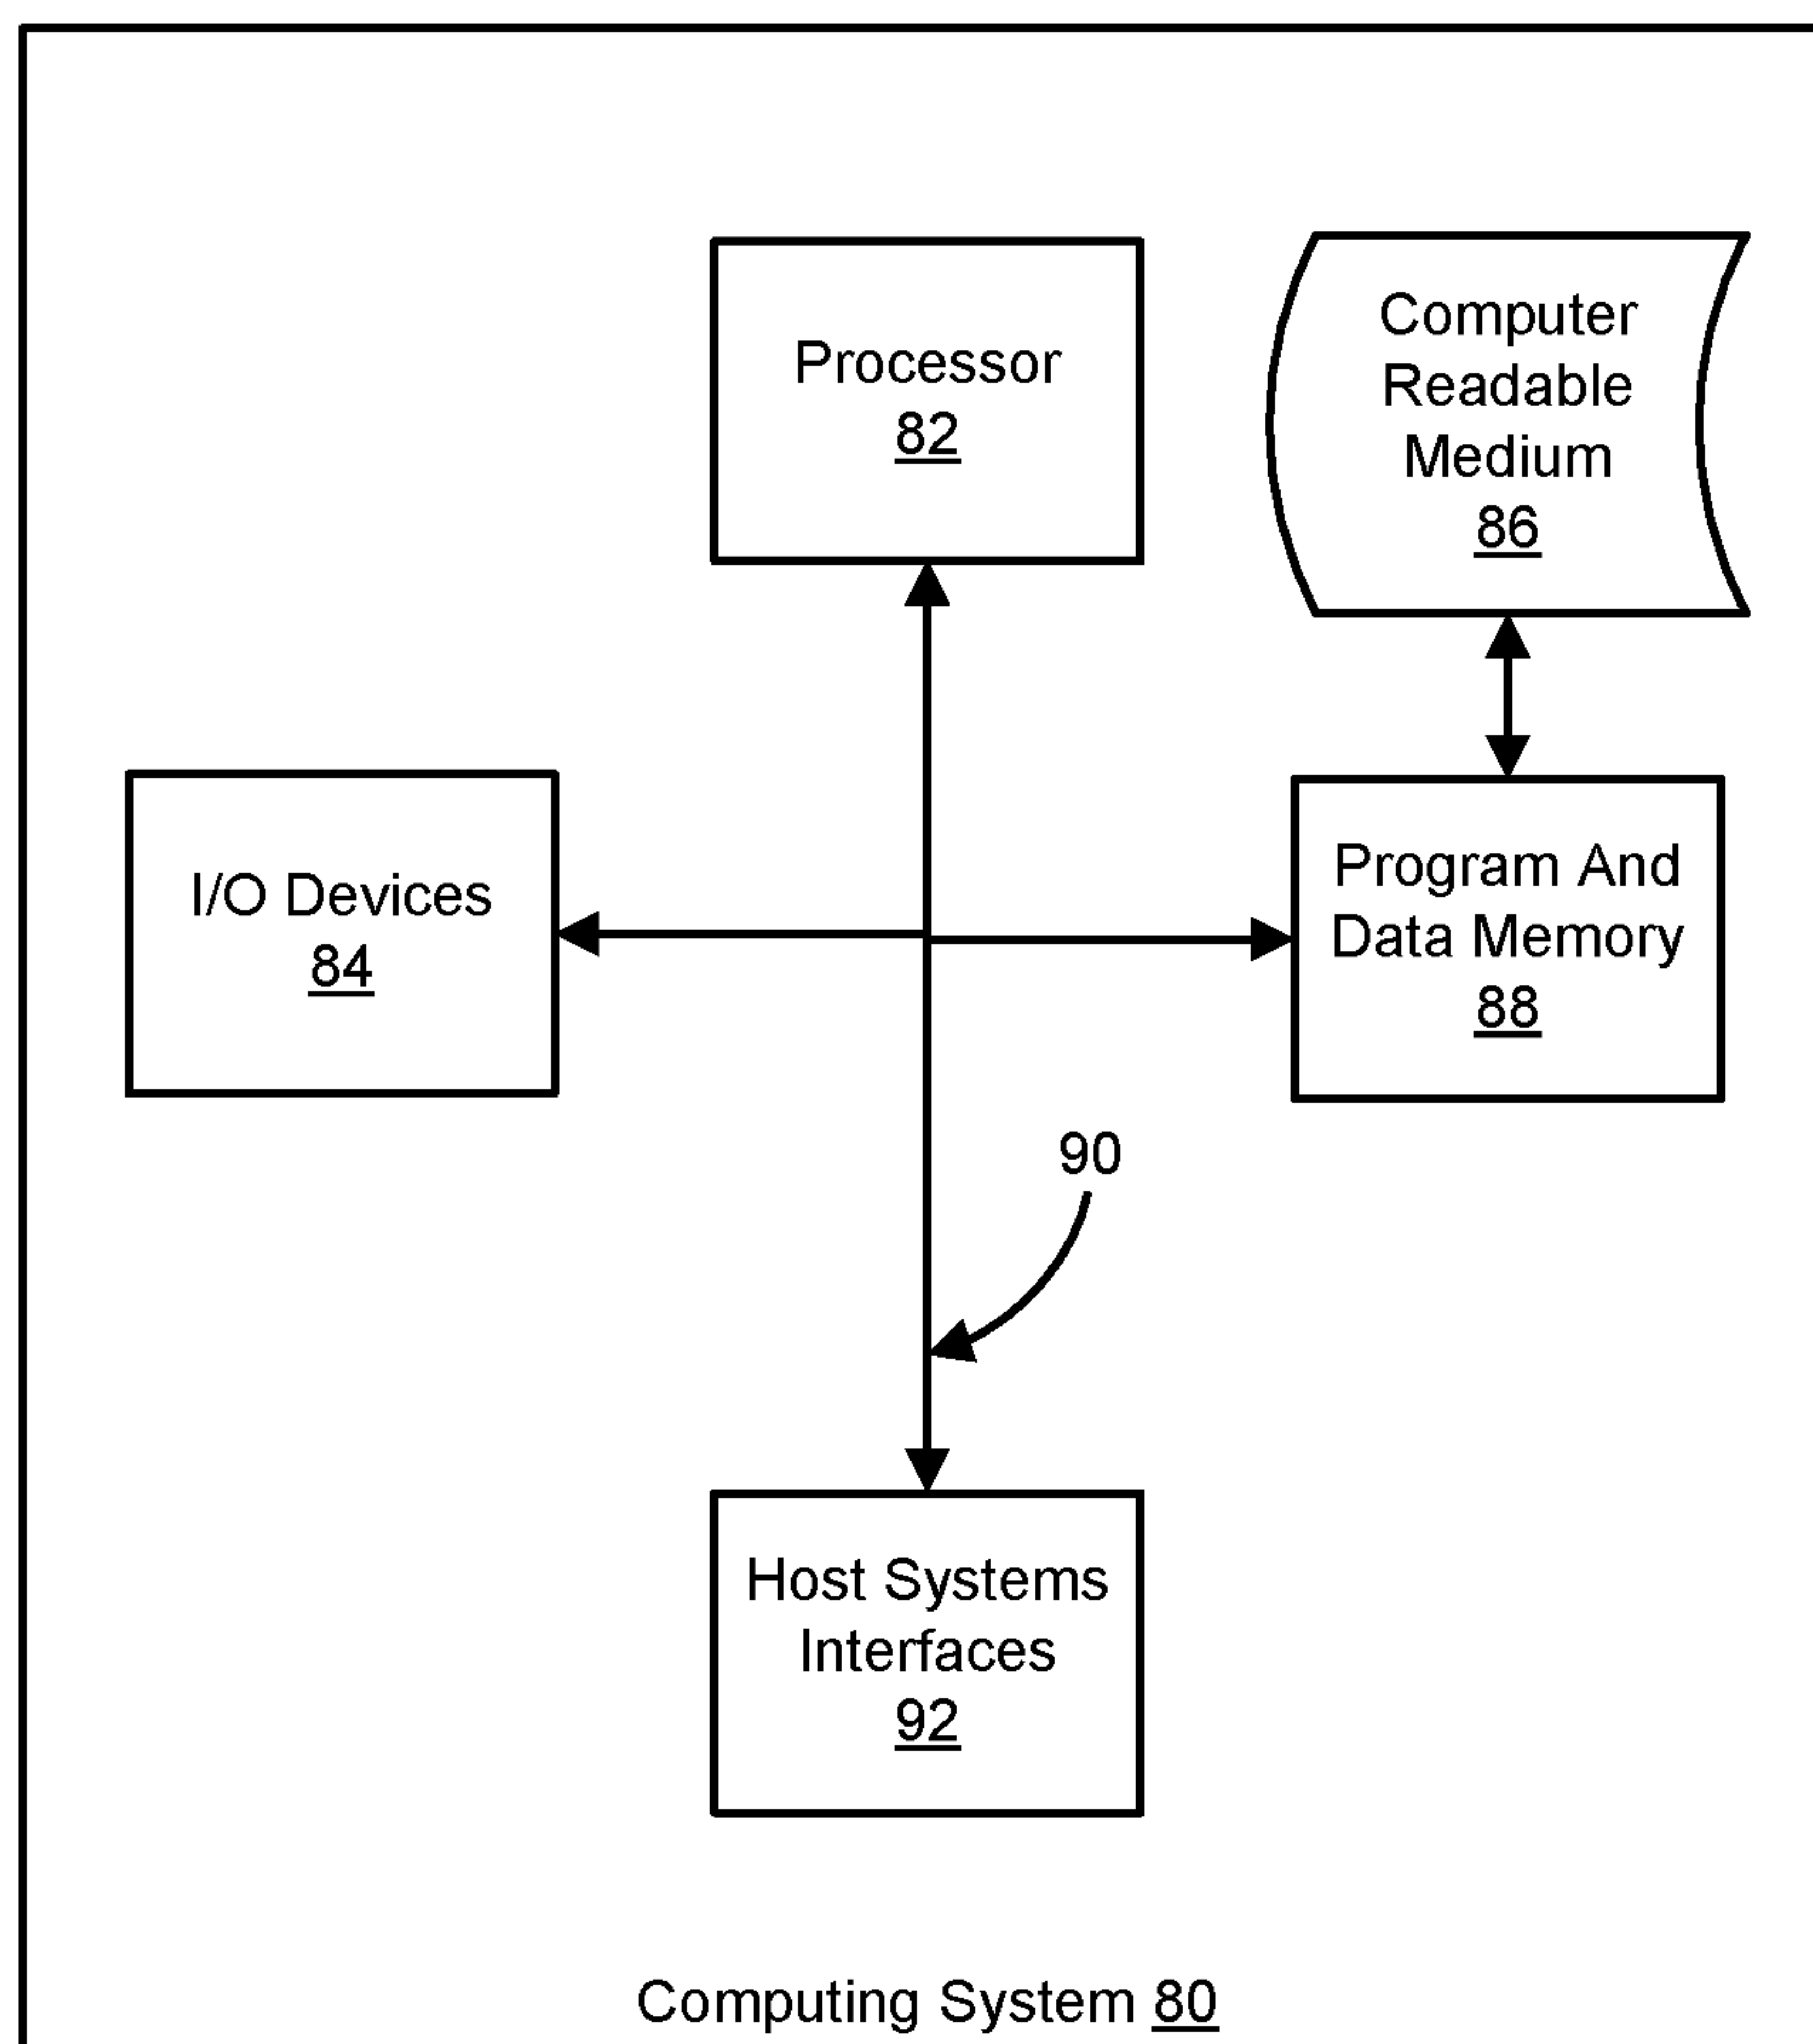 Processor
82
Computer
Readable
Medium
86
I/O Devices
84
Program And
Data Memory
88
90
Host Systems
Interfaces
92
Computing System 80